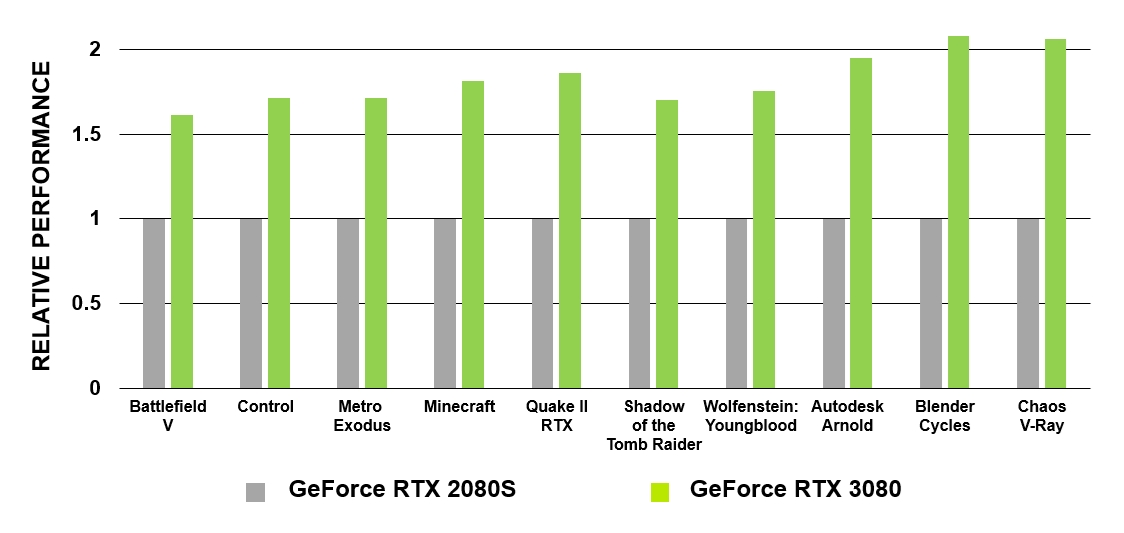 RELATIVE PERFORMANCE
2
1.5
1
0.5
0
Battlefield
V
Control
Metro
Exodus
Minecraft
Quake II
RTX
Shadow
of the
Tomb Raider
Wolfenstein:
Youngblood
Autodesk
Arnold
Blender
Cycles
Chaos
V-Ray
GeForce RTX 2080S
GeForce RTX 3080